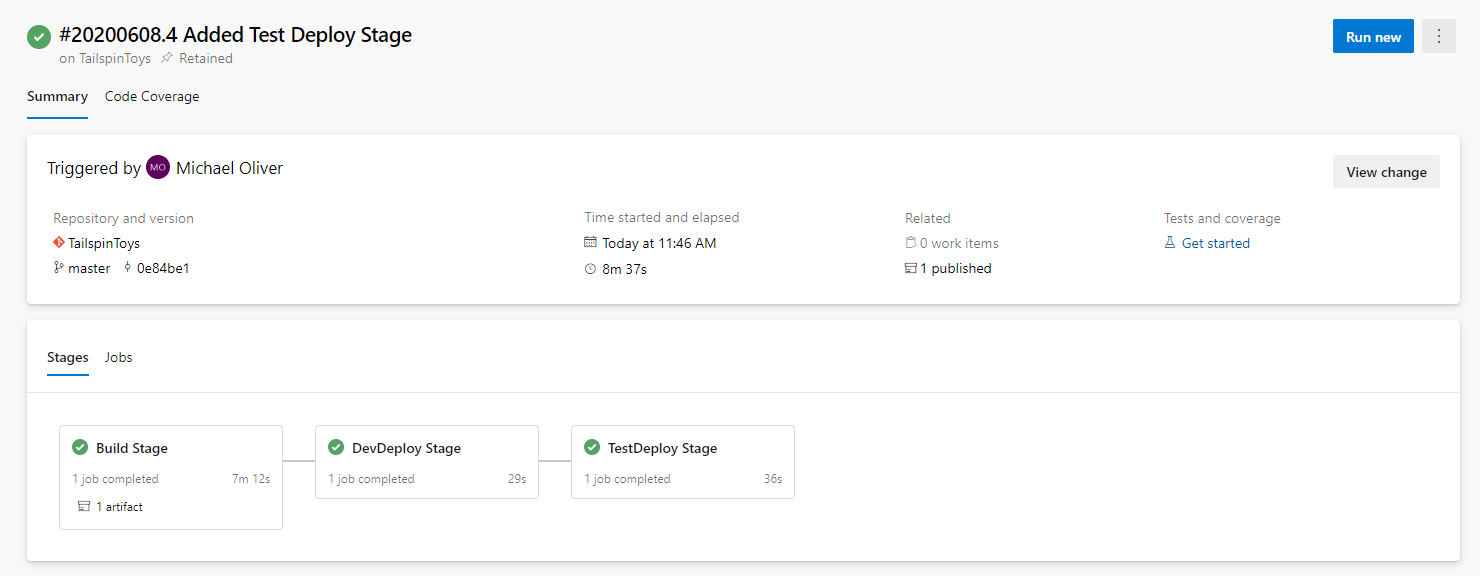 #20200608.4 Added Test Deploy Stage
Run new
on TailspinToys Retained
Summary Code Coverage
Triggered by MO Michael Oliver
View change
Repository and version
TailspinToys
master 0e84be1
Time started and elapsed
Today at 11:46 AM
8m 37s
Related
0 work items
1 published
Tests and coverage
Get started
Stages Jobs
Build Stage
1 job completed 7m 12s
1 artifact
DevDeploy Stage
1 job completed 29s
TestDeploy Stage
1 job completed 36s